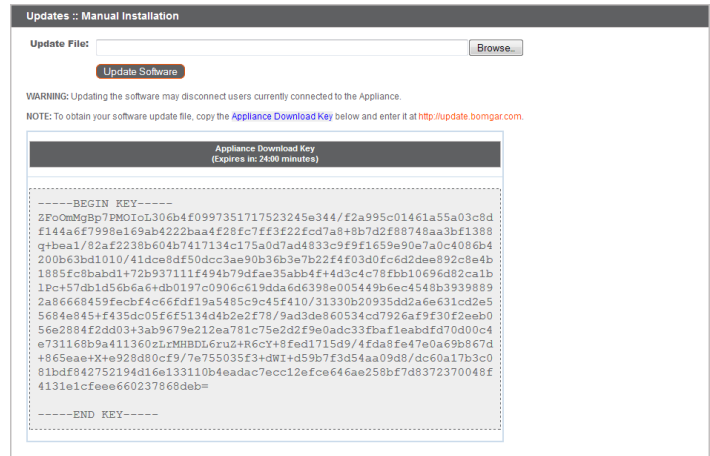 Updates :: Manual Installation
Update File:
Browse..
Update Software
WARNING: Updating the software may disconnect users currently connected to the Appliance.
NOTE: To obtain your software update file, copy the Appliance Download Key below and enter it at http://update.bomgar.com.
Appliance Download Key
(Expires in: 24:00 minutes)
-----BEGIN KEY-----
ZFoOmMgBp7PMOIoL306b4f0997351717523245e344/f2a995c01461a55a03c8d
f144a6f7998e169ab4222baa4f28fc7ff3f22fcd7a8+8b7d2f88748aa3bf1388
q+bea1/82af2238b604b7417134c175a0d7ad4833c9f9f1659e90e7a0c4086b4
200b63bd1010/41dce8df50dcc3ae90b36b3e7b22f4f03d0fc6d2dee892c8e4b
1885fc8babd1+72b937111f494b79dfae35abb4f+4d3c4c78fbb10696d82ca1b
1Pc+57db1d56b6a6+db0197c0906c619dda6d6398e005449b6ec4548b3939889
2a86668459fecbf4c66fdf19a5485c9c45f410/31330b20935dd2a6e631cd2e5
5684e845+f435dc05f6f5134d4b2e2f78/9ad3de860534cd7926af9f30f2eeb0
56e2884f2dd03+3ab9679e212ea781c75e2d2f9e0adc33fbaf1eabdfd70d00c4
e731168b9a411360zLrMHBDL6ruZ+R6cY+8fed1715d9/4fda8fe47e0a69b867d
+865eae+X+e928d80cf9/7e755035f3+dWI+d59b7f3d54aa09d8/dc60a17b3c0
81bdf842752194d16e133110b4eadac7ecc12efce646ae258bf7d8372370048f
4131e1cfeee660237868deb=
-----END KEY-----